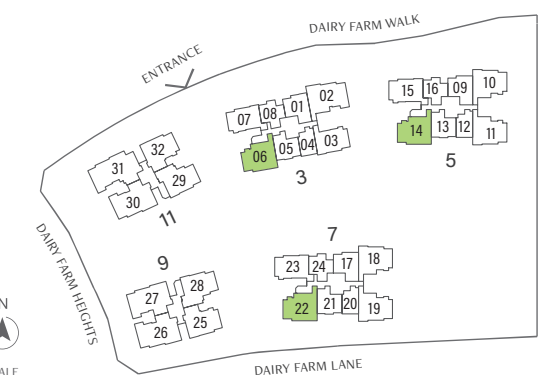 DAIRY FARM WALK
ENTRANCE
15 16 09 10
14 13 12 11
5
07 08 01 02
06 05 04 03
3
32
31
29
30
11
7
23 24 17 18
22 21 20 19
9
28
27
26 25
DAIRY FARM HEIGHTS
N
ALE
DAIRY FARM LANE